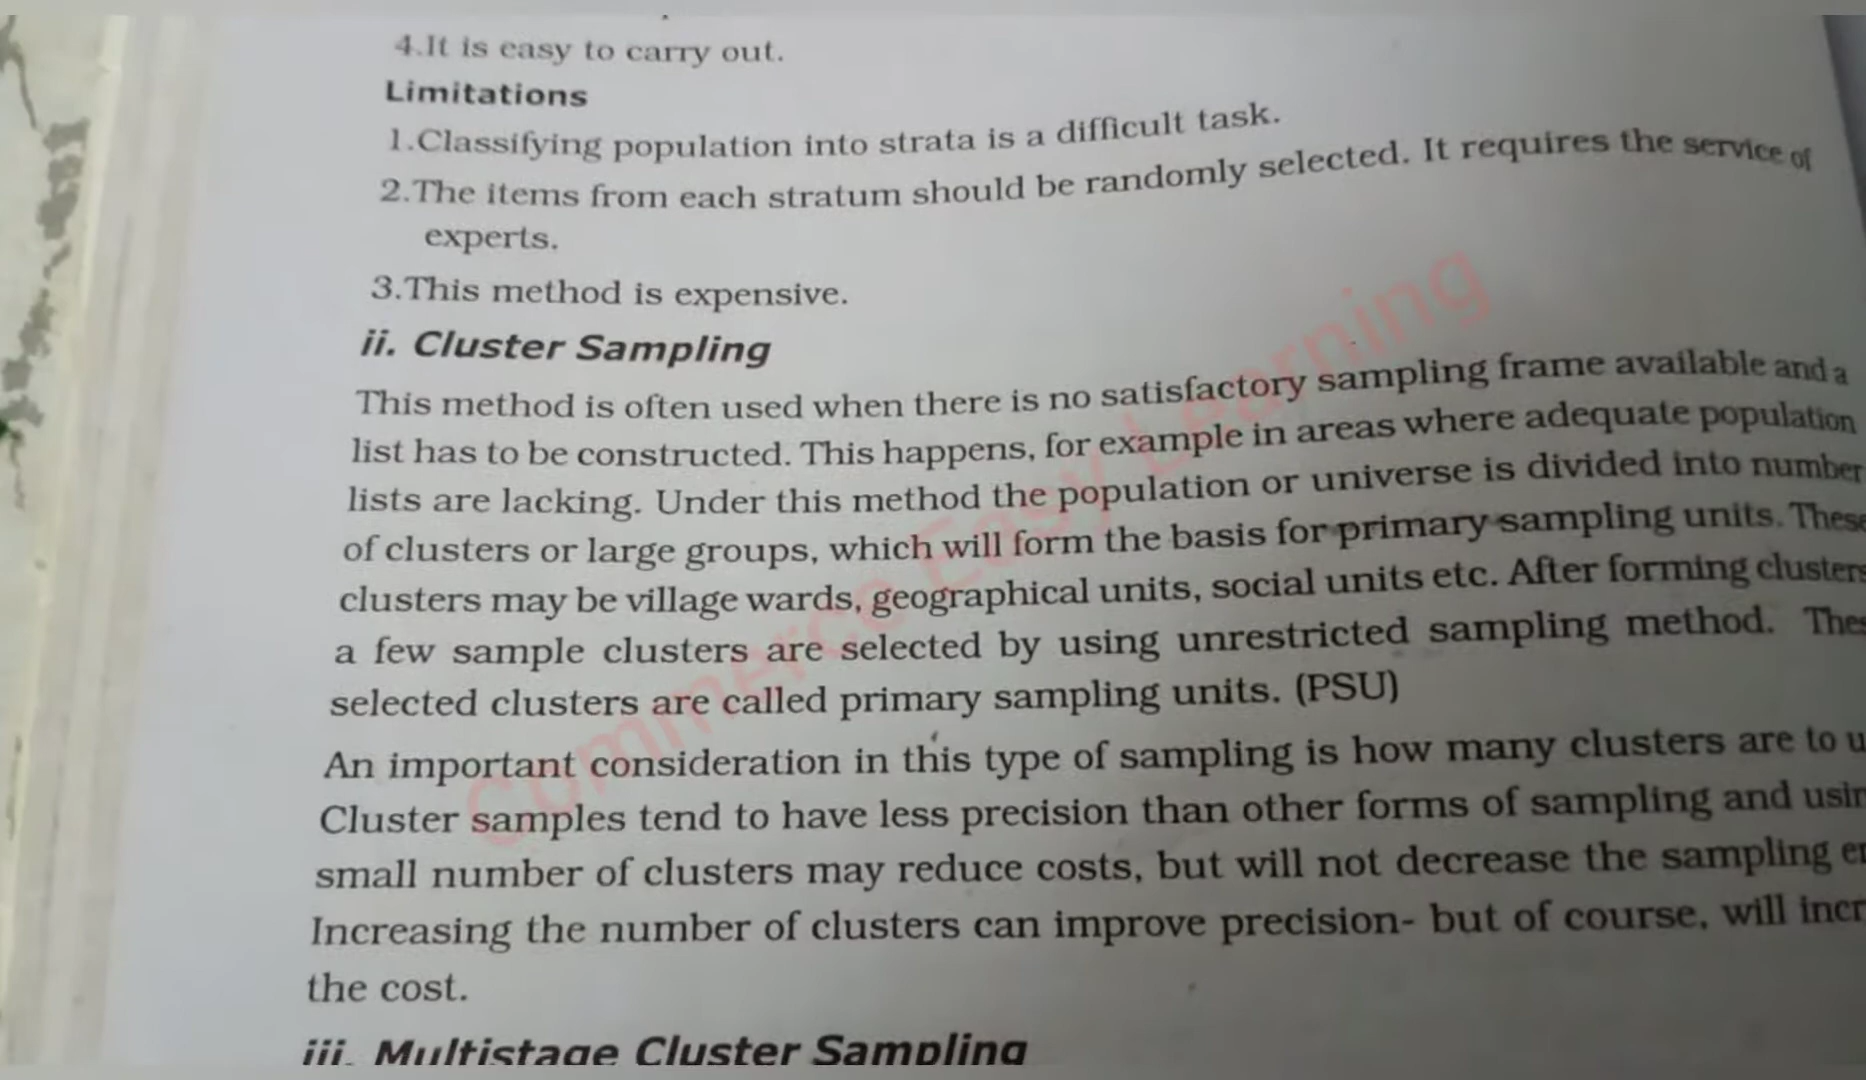 4.It is easy to carry out.
Limitations
1.Classifying population into strata is a difficult task.
2.The items from each stratum should be randomly selected. It requires the service of
experts.
3.This method is expensive.
ii. Cluster Sampling
This method is often used when there is no satisfactory sampling frame available and a
list has to be constructed. This happens, for example in areas where adequate population
lists are lacking. Under this method the population or universe is divided into number
of clusters or large groups, which will form the basis for primary sampling units. These
clusters may be village wards, geographical units, social units etc. After forming clusters
a few sample clusters are selected by using unrestricted sampling method.
selected clusters are called primary sampling units. (PSU)
An important consideration in this type of sampling is how many clusters are to
Cluster samples tend to have less precision than other forms of sampling and
small number of clusters may reduce costs, but will not decrease the sampling
Increasing the number of clusters can improve precision- but of course, will
the cost.
iii. Multistage Cluster Sampling
Commerce Easy Learning